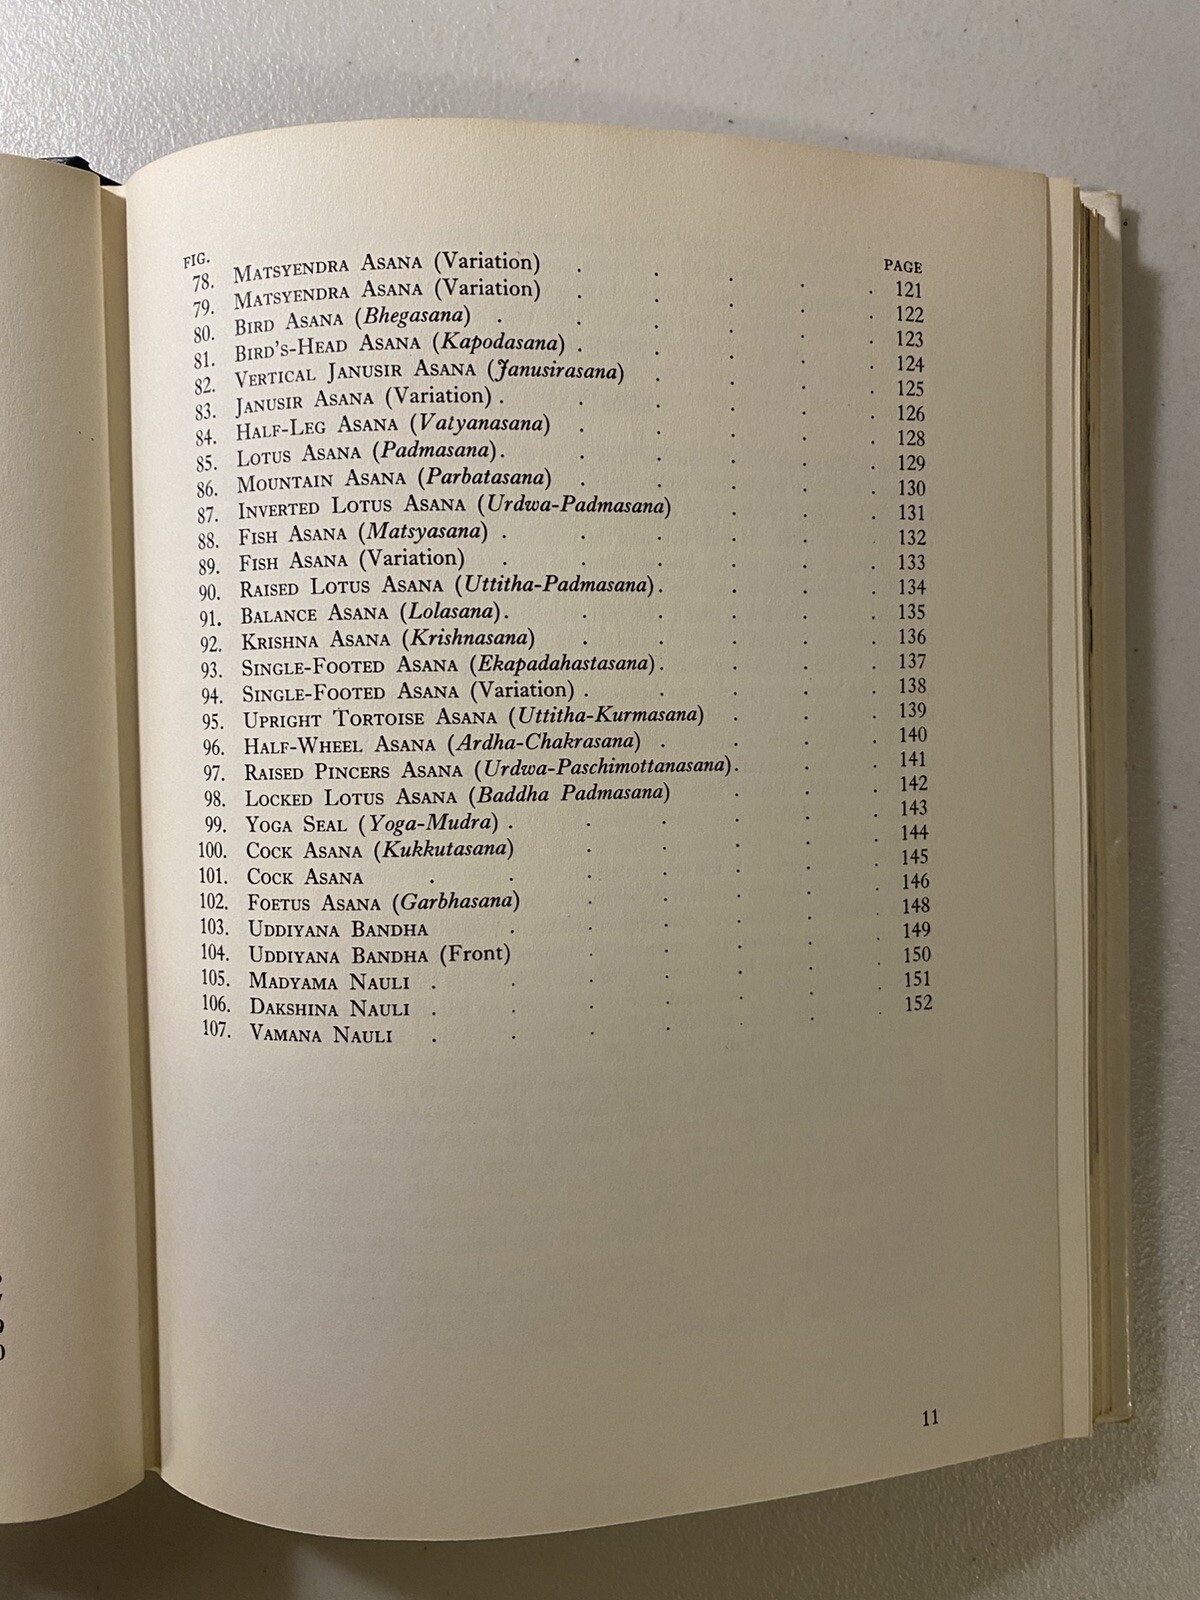 FIG. PAGE
78. MATSYENDRA ASANA (Variation) . . . . . 121
79. MATSYENDRA ASANA (Variation) . . . . . 122
80. BIRD ASANA (Bhegasana) . . . . . . 123
81. BIRD'S-HEAD ASANA (Kapodasana) . . . . . 124
82. VERTICAL JANUSIR ASANA (Janusirasana) . . . . 125
83. JANUSIR ASANA (Variation) . . . . . . 126
84. HALF-LEG ASANA (Vatyanasana) . . . . . 128
85. LOTUS ASANA (Padmasana) . . . . . . 129
86. MOUNTAIN ASANA (Parbatasana) . . . . . 130
87. INVERTED LOTUS ASANA (Urdwa-Padmasana) . . . 131
88. FISH ASANA (Matsyasana) . . . . . . 132
89. FISH ASANA (Variation) . . . . . . 133
90. RAISED LOTUS ASANA (Uttitha-Padmasana) . . . . 134
91. BALANCE ASANA (Lolasana) . . . . . . 135
92. KRISHNA ASANA (Krishnasana) . . . . . 136
93. SINGLE-FOOTED ASANA (Ekapadahastasana) . . . . 137
94. SINGLE-FOOTED ASANA (Variation) . . . . . 138
95. UPRIGHT TORTOISE ASANA (Uttitha-Kurmasana) . . . 139
96. HALF-WHEEL ASANA (Ardha-Chakrasana) . . . . 140
97. RAISED PINCERS ASANA (Urdwa-Paschimottanasana) . . . 141
98. LOCKED LOTUS ASANA (Baddha Padmasana) . . . 142
99. YOGA SEAL (Yoga-Mudra) . . . . . . 143
100. COCK ASANA (Kukkutasana) . . . . . 144
101. COCK ASANA . . . . . . . 145
102. FOETUS ASANA (Garbhasana) . . . . . 146
103. UDDIYANA BANDHA . . . . . . 148
104. UDDIYANA BANDHA (Front) . . . . . 149
105. MADYAMA NAULI . . . . . . . 150
106. DAKSHINA NAULI . . . . . . . 151
107. VAMANA NAULI . . . . . . . 152
11